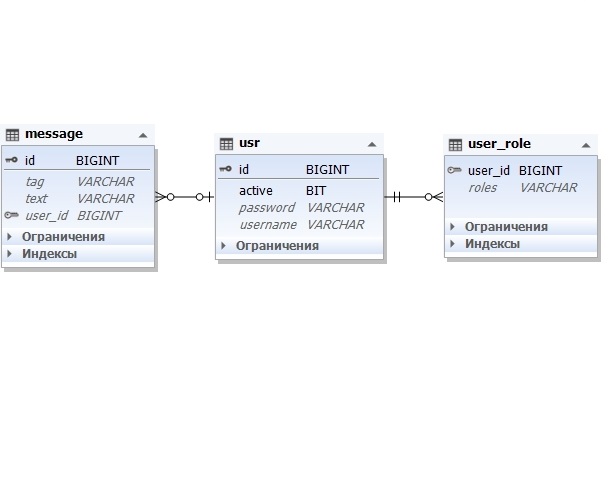 message
id BIGINT
tag VARCHAR
text VARCHAR
user_id BIGINT
Ограничения
Индексы
usr
id BIGINT
active BIT
password VARCHAR
username VARCHAR
Ограничения
user_role
user_id BIGINT
roles VARCHAR
Ограничения
Индексы